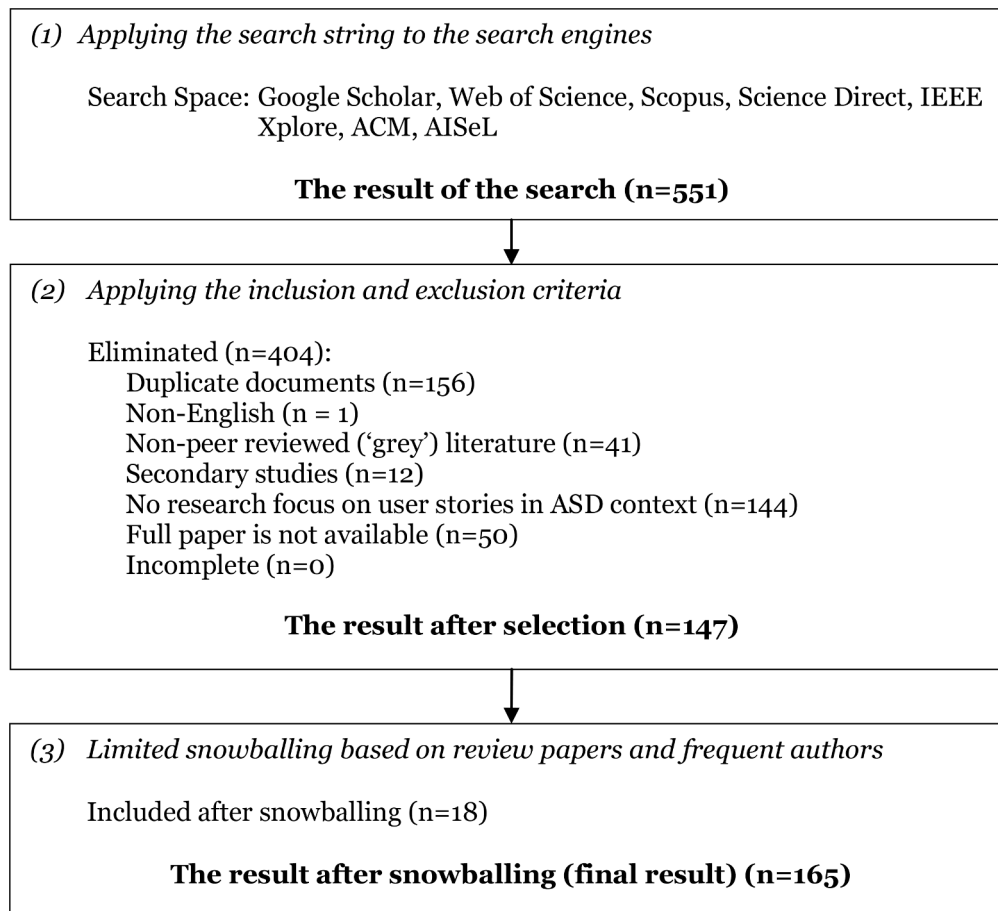 (1) Applying the search string to the search engines
Search Space: Google Scholar, Web of Science, Scopus, Science Direct, IEEE
Xplore, ACM, AISeL
The result of the search (n=551)
(2) Applying the inclusion and exclusion criteria
Eliminated (n=404):
Duplicate documents (n=156)
Non-English (n = 1)
Non-peer reviewed (‘grey’) literature (n=41)
Secondary studies (n=12)
No research focus on user stories in ASD context (n=144)
Full paper is not available (n=50)
Incomplete (n=0)
The result after selection (n=147)
(3) Limited snowballing based on review papers and frequent authors
Included after snowballing (n=18)
The result after snowballing (final result) (n=165)